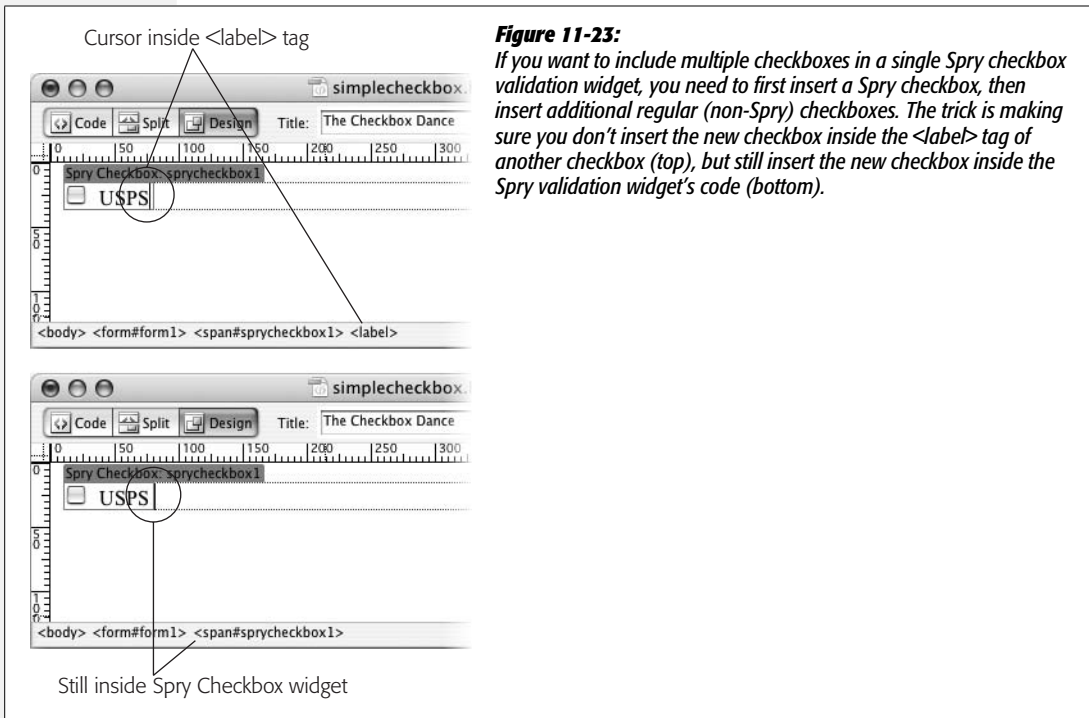 Cursor inside <label> tag
simplecheckbox.
Code Split Design Title: The Checkbox Dance
0 50 100 150 200 250 300
0
Spry Checkbox: sprycheckbox1
USPS
50
100
<body> <form#form1> <span#sprycheckbox1> <label>
simplecheckbox.
Code Split Design Title: The Checkbox Dance
0 50 100 150 200 250 300
0
Spry Checkbox: sprycheckbox1
USPS
50
100
<body> <form#form1> <span#sprycheckbox1>
Still inside Spry Checkbox widget
Figure 11-23:
If you want to include multiple checkboxes in a single Spry checkbox
validation widget, you need to first insert a Spry checkbox, then
insert additional regular (non-Spry) checkboxes. The trick is making
sure you don't insert the new checkbox inside the <label> tag of
another checkbox (top), but still insert the new checkbox inside the
Spry validation widget's code (bottom).